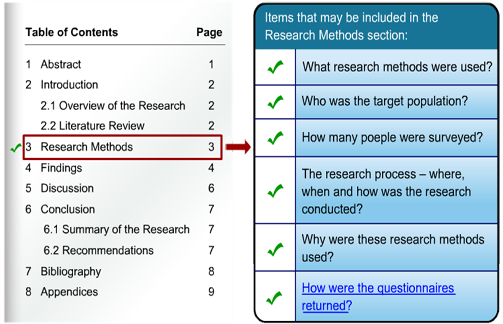 Table of Contents Page
1 Abstract 1
2 Introduction 2
2.1 Overview of the Research 2
2.2 Literature Review 2
3 Research Methods 3
4 Findings 4
5 Discussion 6
6 Conclusion 7
6.1 Summary of the Research 7
6.2 Recommendations 7
7 Bibliography 8
8 Appendices 9
Items that may be included in the
Research Methods section:
What research methods were used?
Who was the target population?
How many poeple were surveyed?
The research process – where,
when and how was the research
conducted?
Why were these research methods
used?
How were the questionnaires
returned?